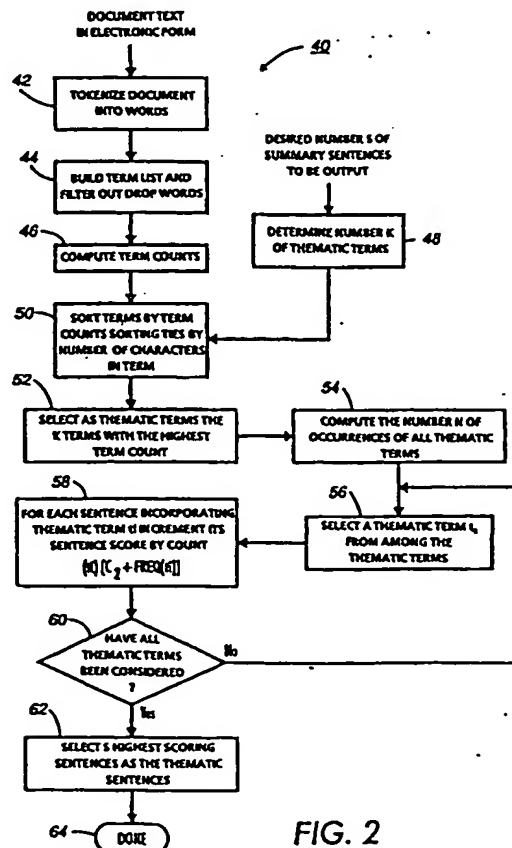 DOCUMENT TEXT
IN ELECTRONIC FORM
40
42
TOKENIZE DOCUMENT
INTO WORDS
DESIRED NUMBER S OF
SUMMARY SENTENCES
TO BE OUTPUT
44
BUILD TERM LIST AND
FILTER OUT DROP WORDS
DETERMINE NUMBER K
OF THEMATIC TERMS
48
46
COMPUTE TERM COUNTS
50
SORT TERMS BY TERM
COUNTS SORTING TIES BY
NUMBER OF CHARACTERS
IN TERM
52
SELECT AS THEMATIC TERMS THE
K TERMS WITH THE HIGHEST
TERM COUNT
54
COMPUTE THE NUMBER N OF
OCCURRENCES OF ALL THEMATIC
TERMS
56
SELECT A THEMATIC TERM
FROM AMONG THE
THEMATIC TERMS
58
FOR EACH SENTENCE INCORPORATING
THEMATIC TERM INCREMENT ITS
SENTENCE SCORE BY COUNT
[C2 + FREQ
60
HAVE ALL
THEMATIC TERMS
BEEN CONSIDERED
?
No
Yes
62
SELECT S HIGHEST SCORING
SENTENCES AS THE THEMATIC
SENTENCES
64
DONE
FIG. 2